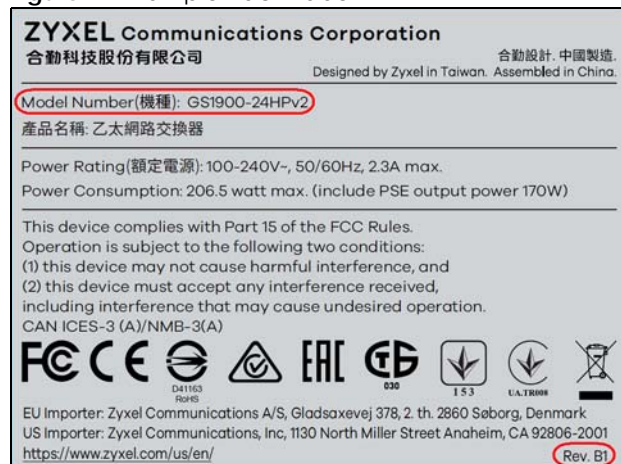 ZYXEL Communications Corporation
合勤科技股份有限公司
合勤設計. 中國製造.
Designed by Zyxel in Taiwan. Assembled in China.
Model Number(機種): GS1900-24HPv2
產品名稱: 乙太網路交換器
Power Rating(額定電源): 100-240V~, 50/60Hz, 2.3A max.
Power Consumption: 206.5 watt max. (include PSE output power 170W)
This device complies with Part 15 of the FCC Rules.
Operation is subject to the following two conditions:
(1) this device may not cause harmful interference, and
(2) this device must accept any interference received,
including interference that may cause undesired operation.
CAN ICES-3 (A)/NMB-3(A)
FC CE EAC
D41163
RoHS
030
153
UA.TR008
EU Importer: Zyxel Communications A/S, Gladsaxevej 378, 2. th. 2860 Søborg, Denmark
US Importer: Zyxel Communications, Inc, 1130 North Miller Street Anaheim, CA 92806-2001
https://www.zyxel.com/us/en/
Rev. B1